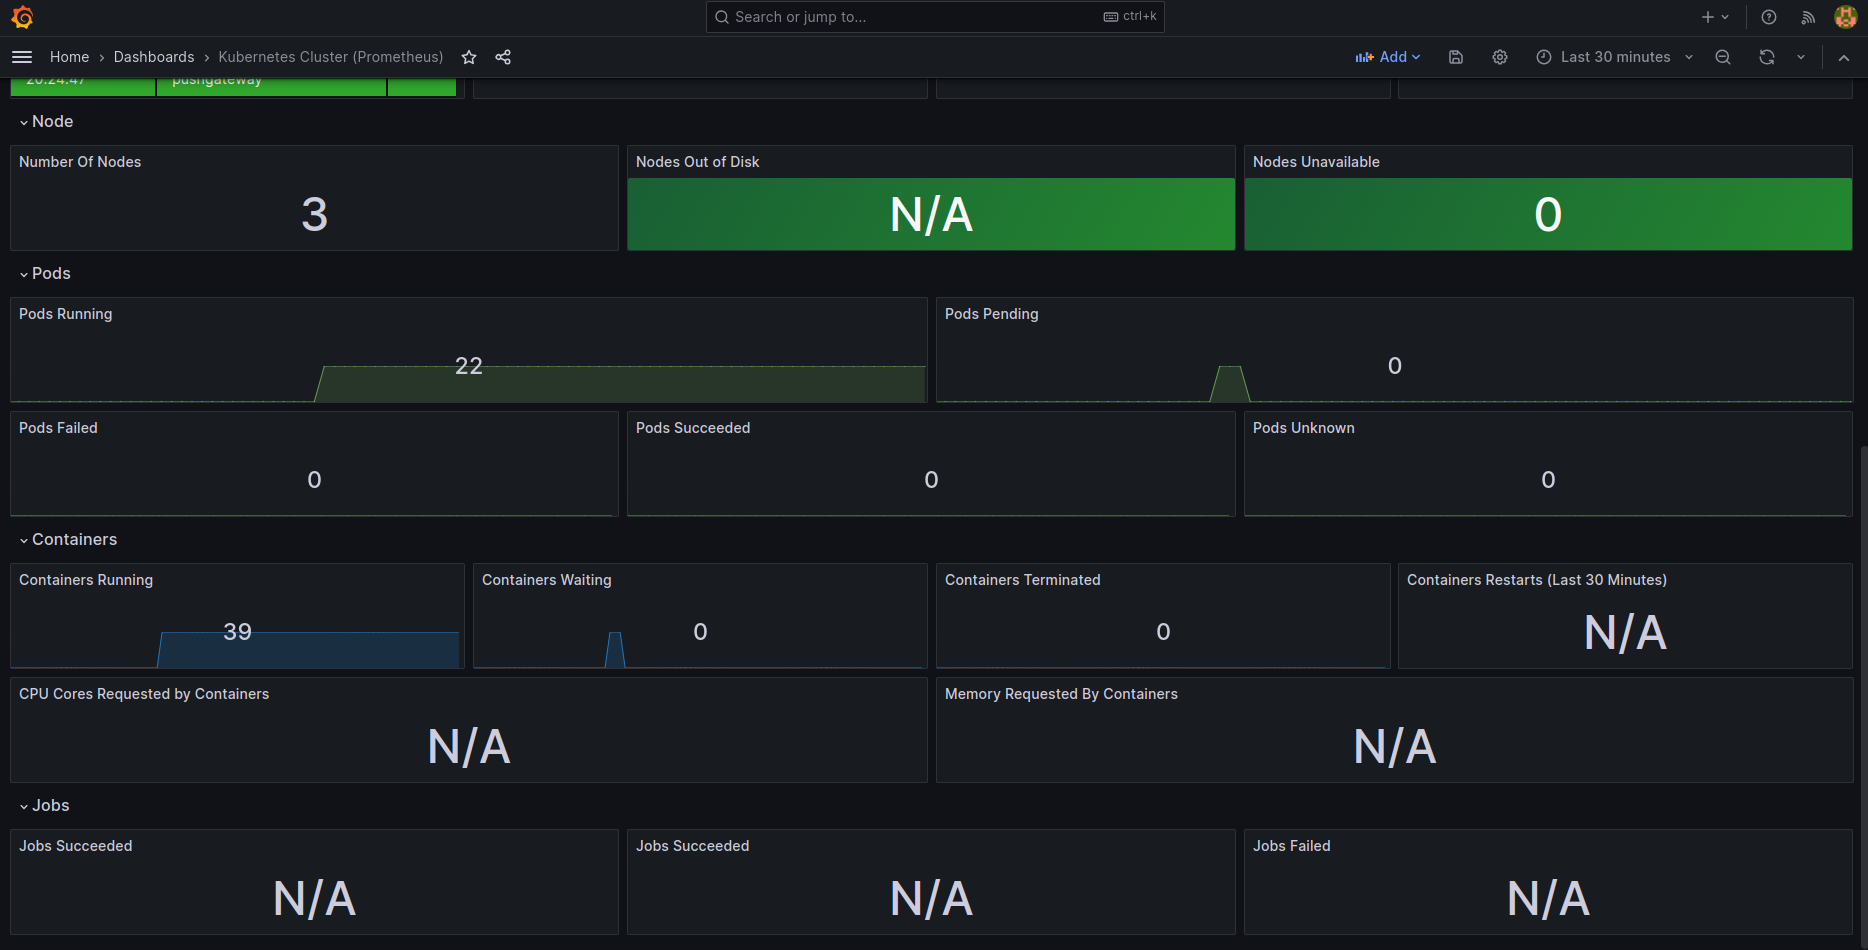 Search or jump to...
ctrl+k
Home
Dashboards
Kubernetes Cluster (Prometheus)
Add
Last 30 minutes
20:24:47
pushgateway
Node
Number Of Nodes
3
Nodes Out of Disk
N/A
Nodes Unavailable
0
Pods
Pods Running
22
Pods Pending
0
Pods Failed
0
Pods Succeeded
0
Pods Unknown
0
Containers
Containers Running
39
Containers Waiting
0
Containers Terminated
0
Containers Restarts (Last 30 Minutes)
N/A
CPU Cores Requested by Containers
N/A
Memory Requested By Containers
N/A
Jobs
Jobs Succeeded
N/A
Jobs Succeeded
N/A
Jobs Failed
N/A